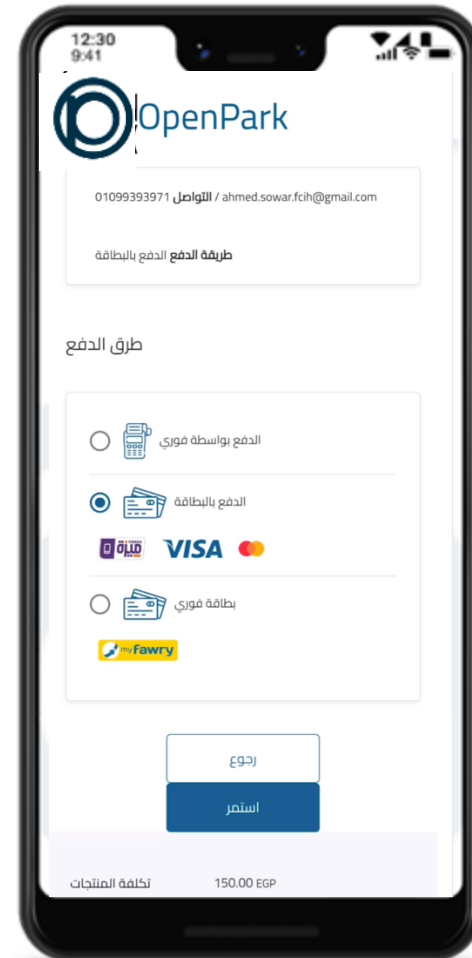 12:30
9:41
OpenPark
01099393971 التواصل / ahmed.sowar.fcih@gmail.com
طريقة الدفع الدفع بالبطاقة
طرق الدفع
الدفع بواسطة فوري
الدفع بالبطاقة
ميزة VISA
بطاقة فوري
myFawry
رجوع
استمر
تكلفة المنتجات 150.00 EGP